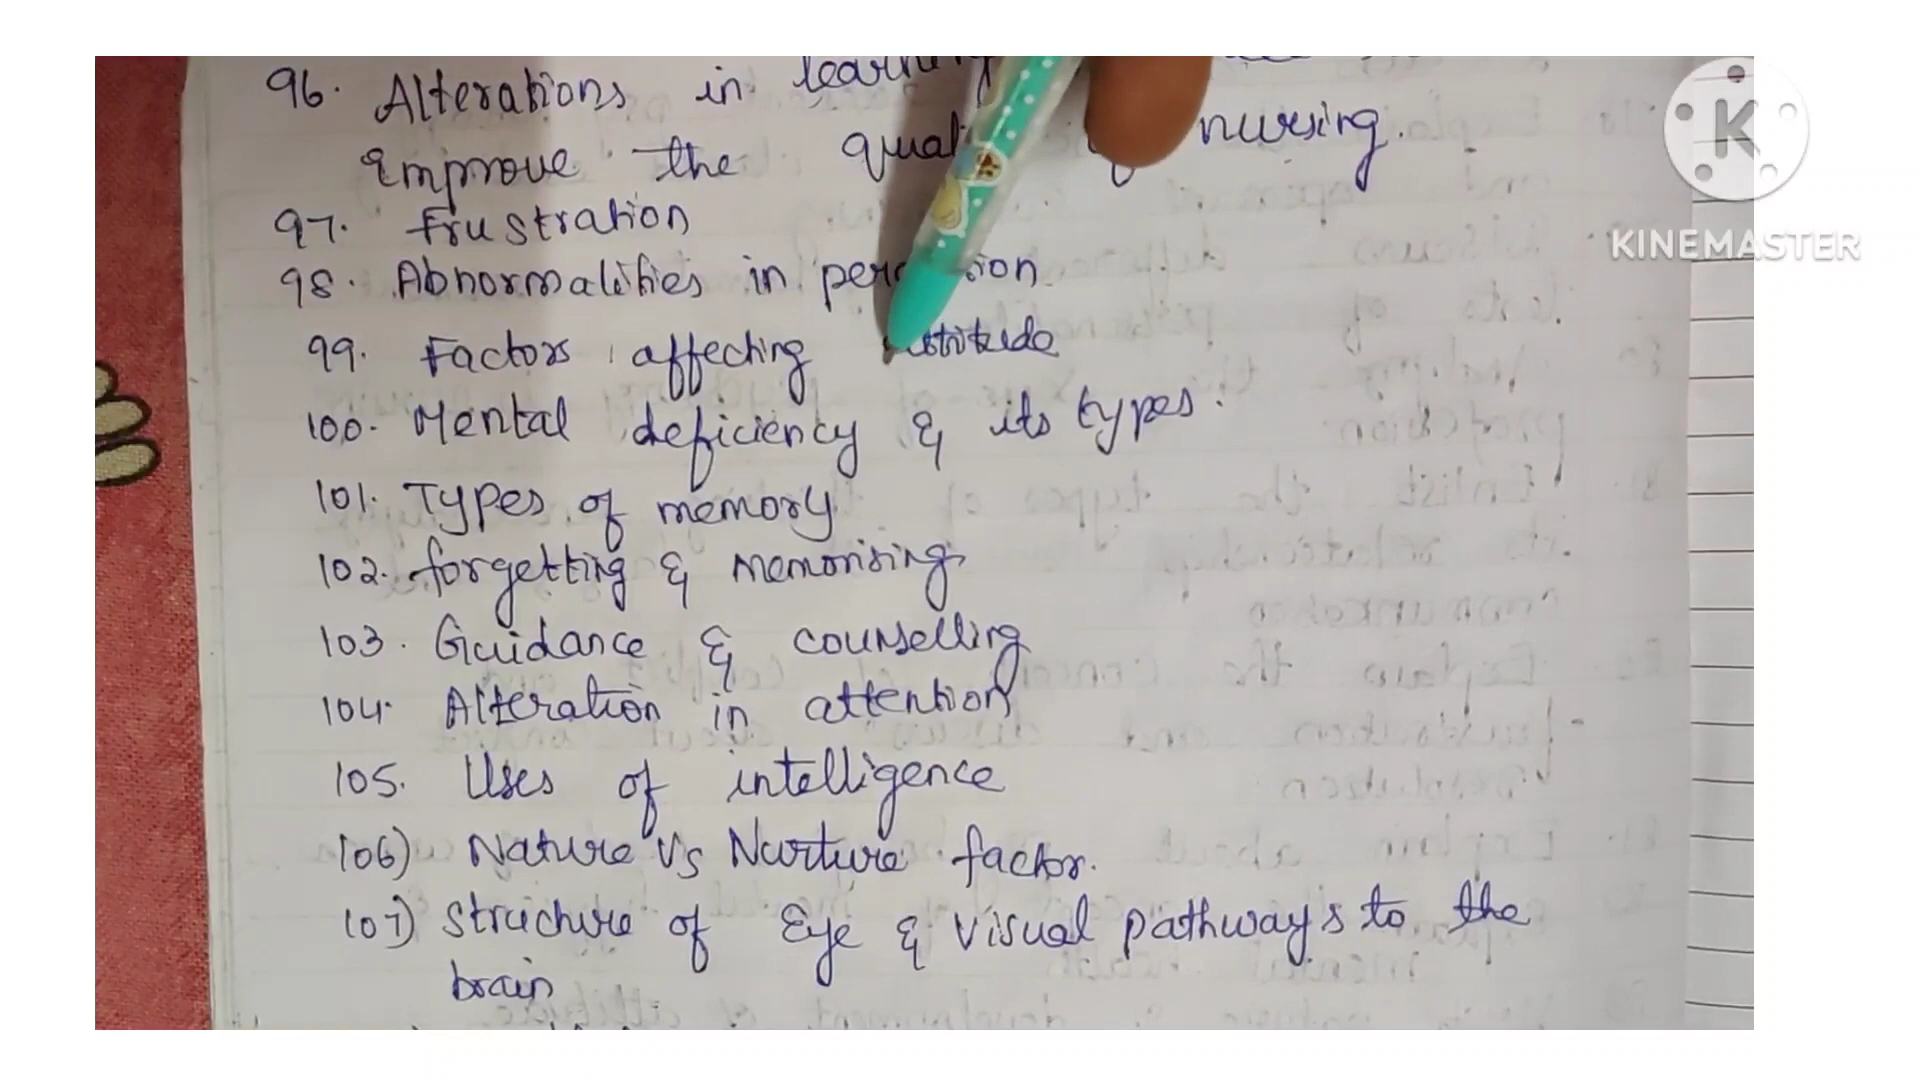 96. Alterations in
Improve the nursing.
97. Frustration
98. Abnormalities in
99. Factors affecting
100. Mental deficiency & its types.
101. Types of memory
102. forgetting & memorising
103. Guidance & counselling
104. Alteration in attention
105. Uses of intelligence
106) Nature Vs Nurture factor.
107) Structure of Eye & Visual pathways to the
brain
K
KINEMASTER